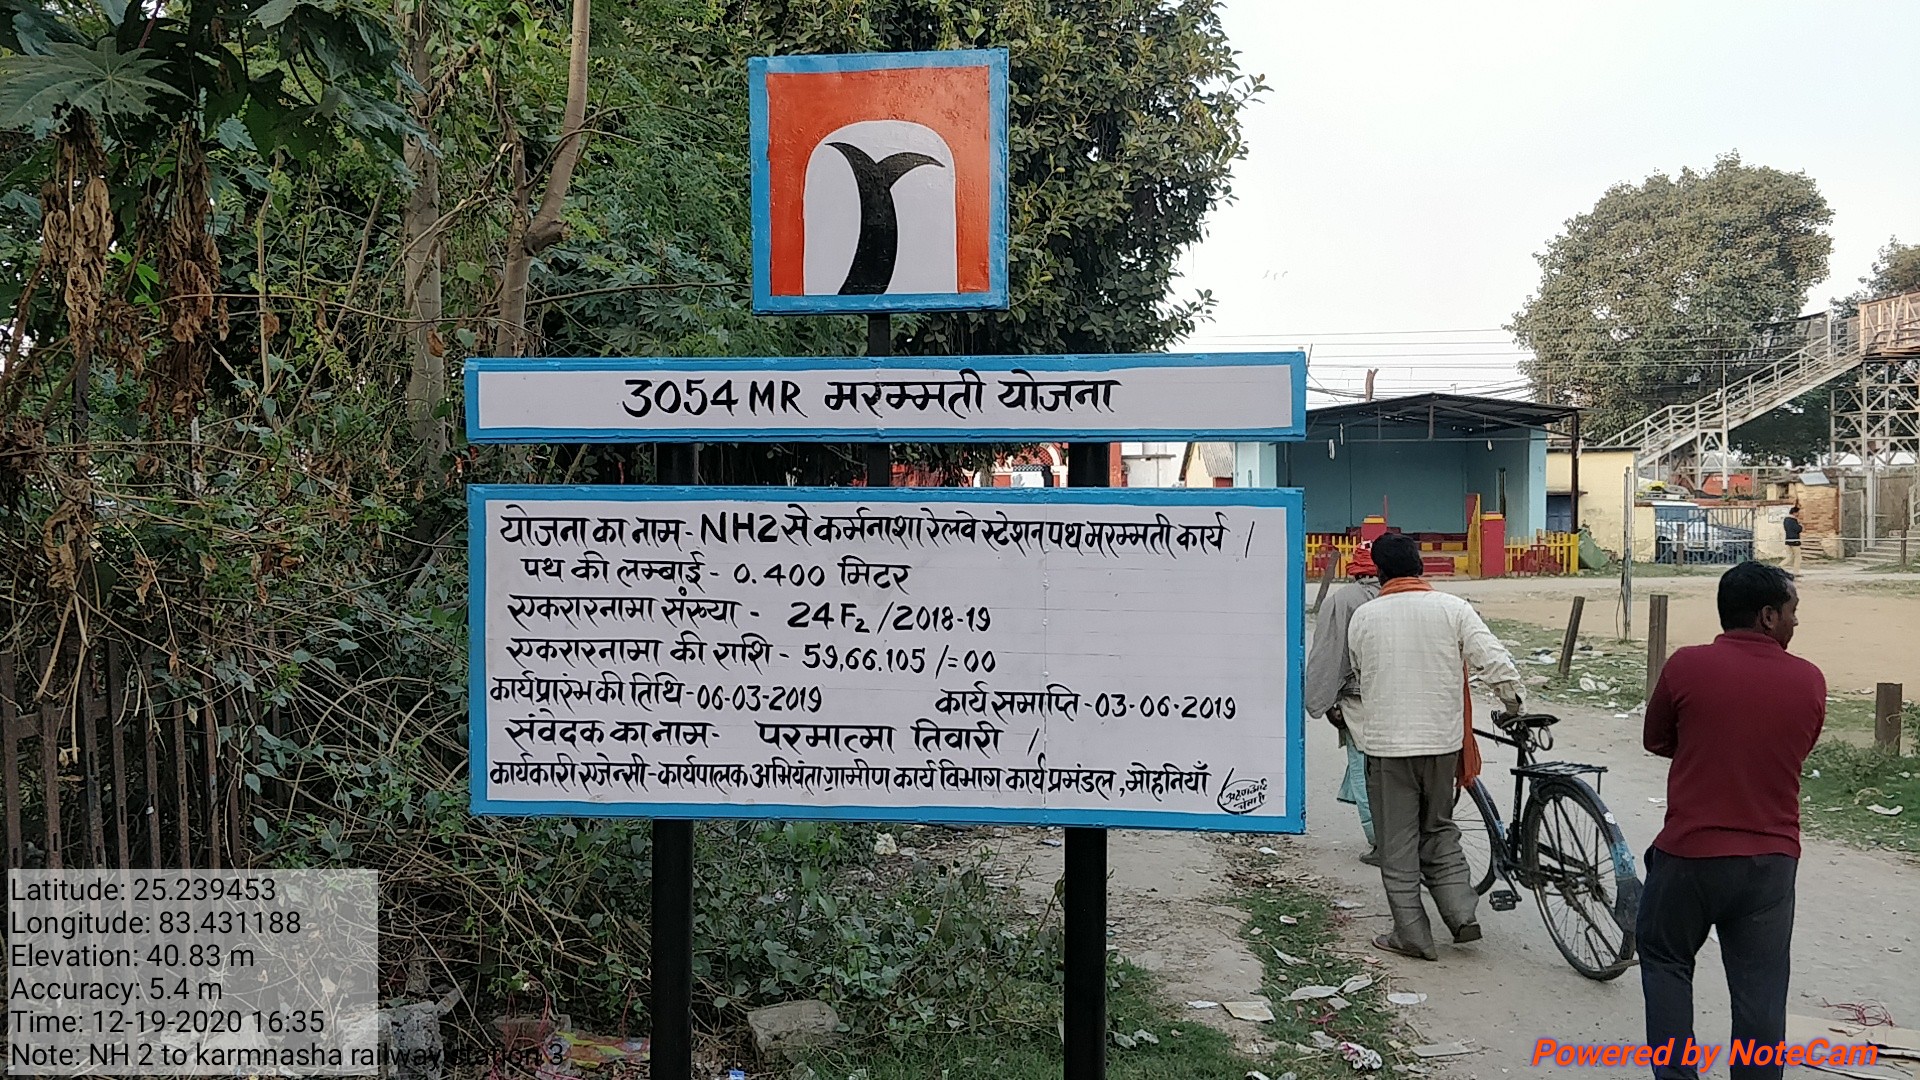 3054 MR मरम्मती योजना
योजना का नाम - NH2 से कर्मनाशा रेलवे स्टेशन पथ मरम्मती कार्य /
पथ की लम्बाई - 0.400 मिटर
एकरारनामा संख्या - 24 F₂ /2018-19
एकरारनामा की राशि - 59,66,105 /=00
कार्य प्रारंभ की तिथि - 06-03-2019 कार्य समाप्ति - 03-06-2019
संवेदक का नाम - परमात्मा तिवारी /
कार्यकारी एजेन्सी - कार्यपालक अभियंता ग्रामीण कार्य विभाग कार्य प्रमंडल, मोहनियाँ
Latitude: 25.239453
Longitude: 83.431188
Elevation: 40.83 m
Accuracy: 5.4 m
Time: 12-19-2020 16:35
Note: NH 2 to karmnasha railway station 3
Powered by NoteCam